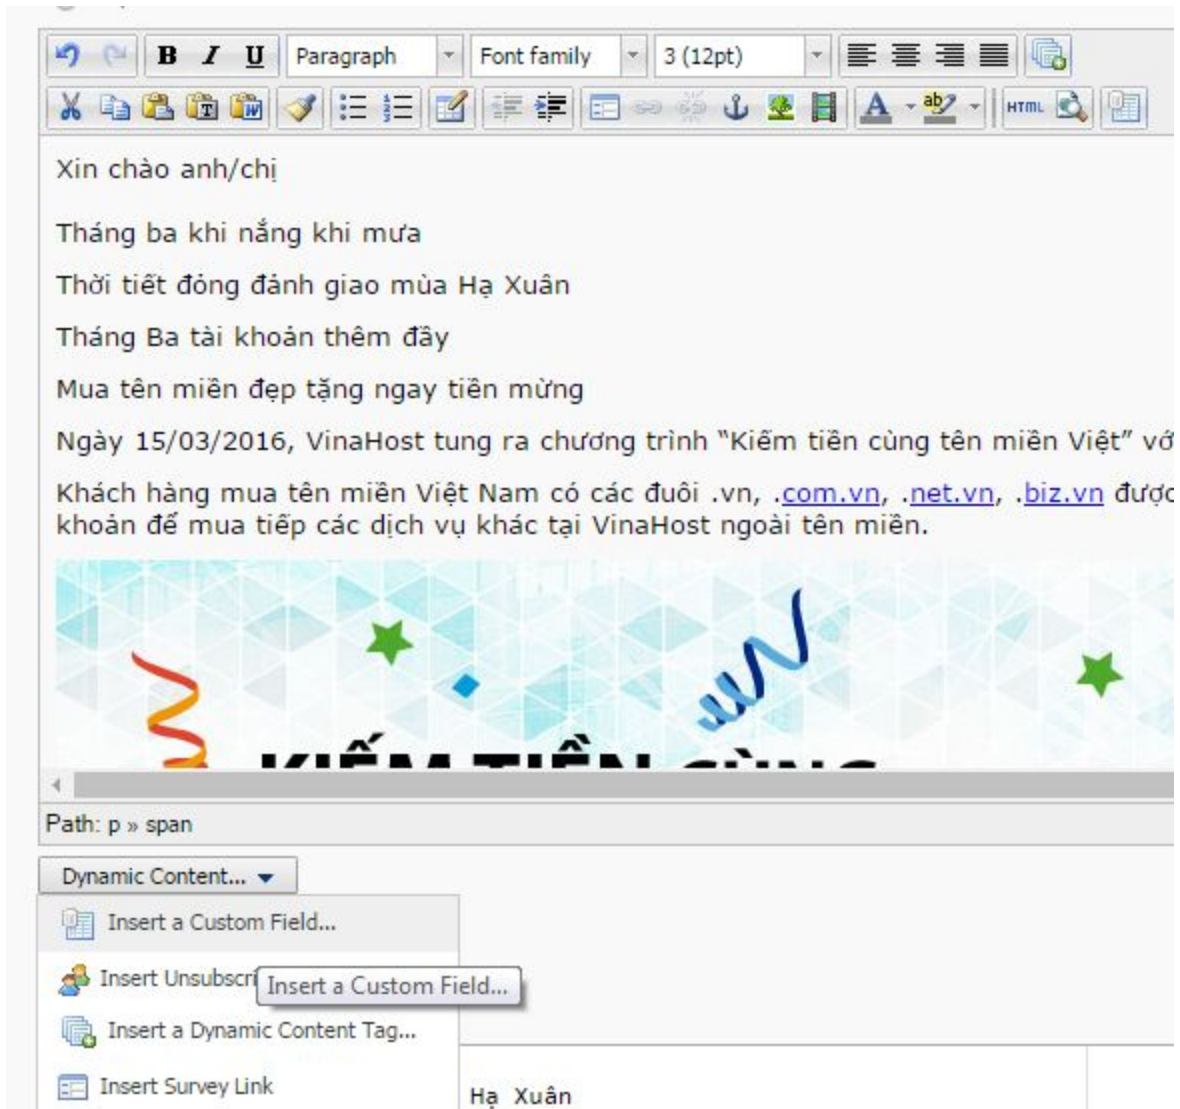 B I U Paragraph Font family 3 (12pt)
T W A ab HTML
Xin chào anh/chị
Tháng ba khi nắng khi mưa
Thời tiết đỏng đảnh giao mùa Hạ Xuân
Tháng Ba tài khoản thêm đầy
Mua tên miền đẹp tặng ngay tiền mừng
Ngày 15/03/2016, VinaHost tung ra chương trình “Kiếm tiền cùng tên miền Việt” vớ
Khách hàng mua tên miền Việt Nam có các đuôi .vn, .com.vn, .net.vn, .biz.vn được
khoản để mua tiếp các dịch vụ khác tại VinaHost ngoài tên miền.
KIẾM TIỀN CÙNG
Path: p » span
Dynamic Content...
Insert a Custom Field...
Insert Unsubscri
Insert a Custom Field...
Insert a Dynamic Content Tag...
Insert Survey Link
Hạ Xuân